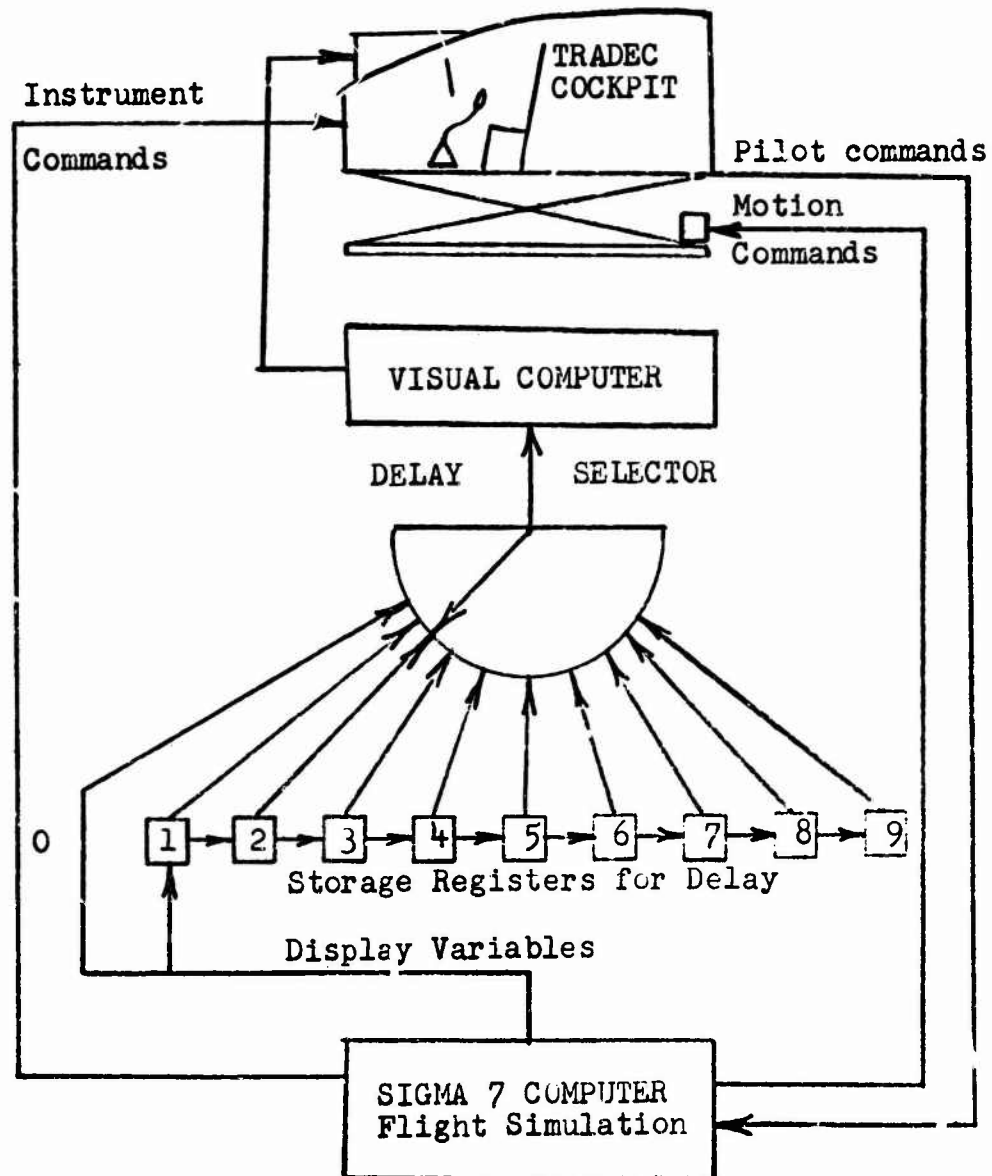 TRADEC
COCKPIT
Instrument
Commands
Pilot commands
Motion
Commands
VISUAL COMPUTER
DELAY SELECTOR
0 1 2 3 4 5 6 7 8 9
Storage Registers for Delay
Display Variables
SIGMA 7 COMPUTER
Flight Simulation